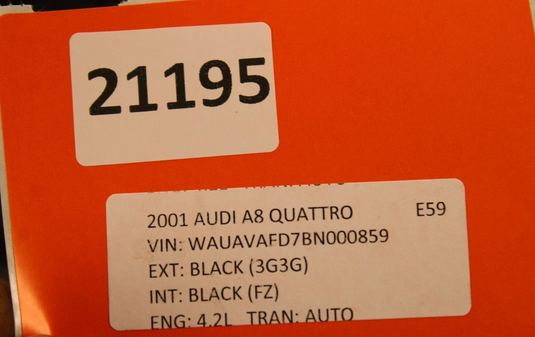 21195
2001 AUDI A8 QUATTRO E59
VIN: WAUAVAFD7BN000859
EXT: BLACK (3G3G)
INT: BLACK (FZ)
ENG: 4.2L TRAN: AUTO